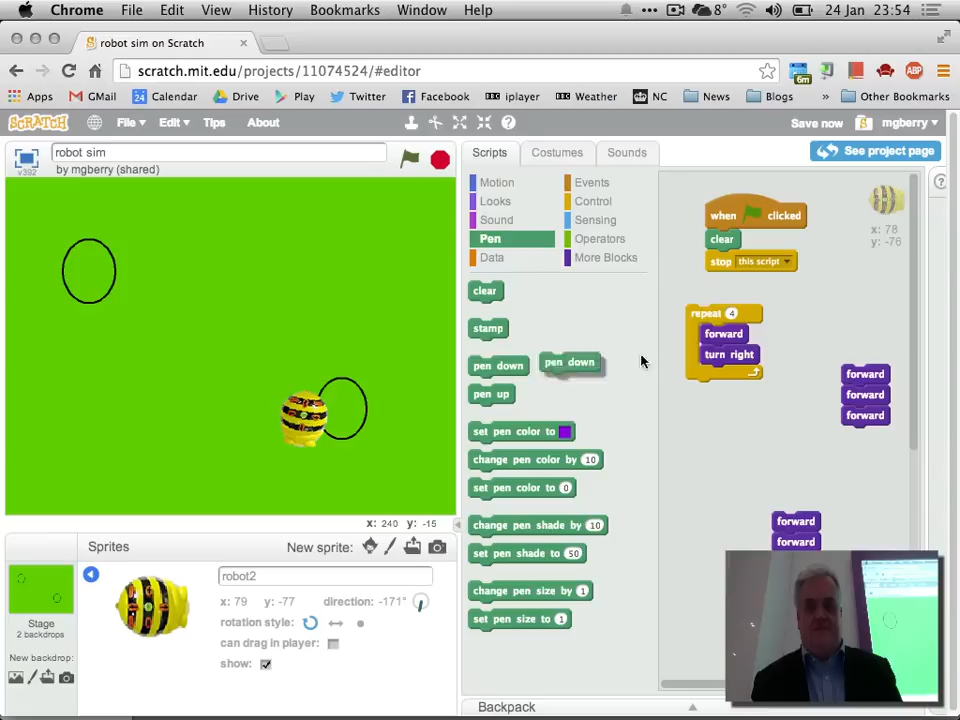 Chrome File Edit View History Bookmarks Window Help 8° 24 Jan 23:54
robot sim on Scratch
scratch.mit.edu/projects/11074524/#editor 6m ABP
Apps GMail 24 Calendar Drive Play Twitter Facebook BBC iplayer BBC Weather NC News Blogs » Other Bookmarks
SCRATCH File Edit Tips About Save now mgberry
v392 robot sim
by mgberry (shared)
Scripts Costumes Sounds See project page
Motion Events
Looks Control
Sound Sensing
Pen Operators
Data More Blocks
clear
stamp
pen down pen down
pen up
set pen color to
change pen color by 10
set pen color to 0
change pen shade by 10
set pen shade to 50
change pen size by 1
set pen size to 1
when clicked
clear
stop this script
x: 78
y: -76
repeat 4
forward
turn right
forward
forward
forward
forward
forward
x: 240 y: -15
Sprites New sprite:
Stage
2 backdrops
New backdrop:
robot2
x: 79 y: -77 direction: -171°
rotation style:
can drag in player:
show:
Backpack